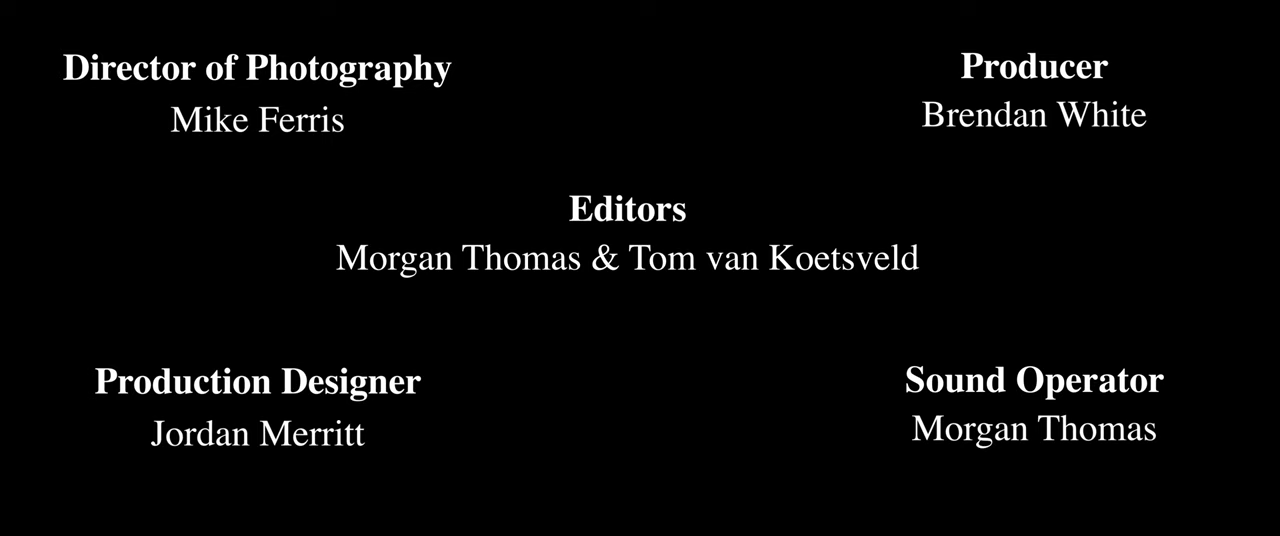 Director of Photography
Mike Ferris
Producer
Brendan White
Editors
Morgan Thomas & Tom van Koetsveld
Production Designer
Jordan Merritt
Sound Operator
Morgan Thomas